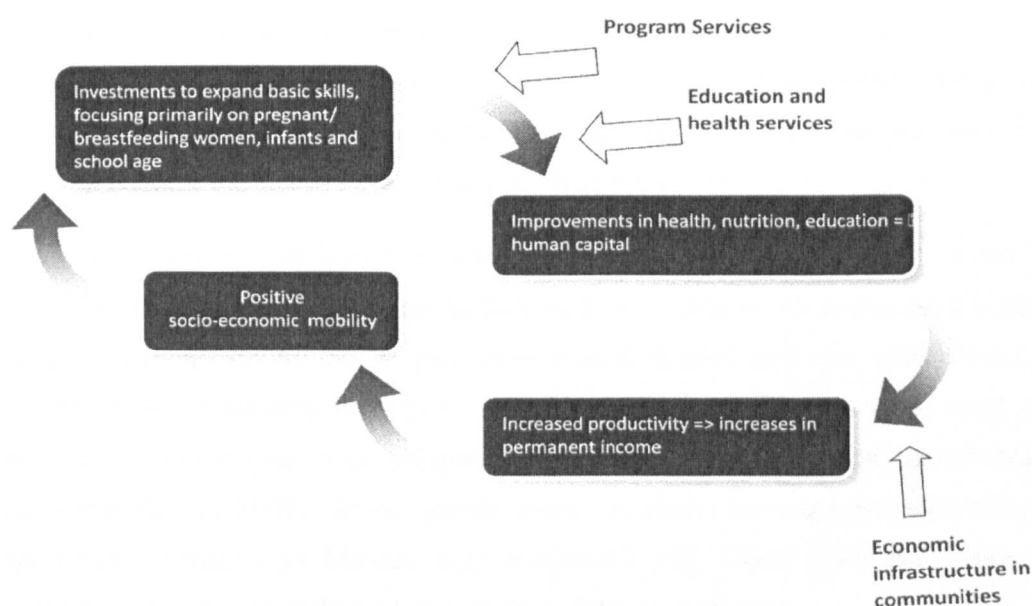 Program Services
Investments to expand basic skills,
focusing primarily on pregnant/
breastfeeding women, infants and
school age
Education and
health services
Improvements in health, nutrition, education =
human capital
Positive
socio-economic mobility
Increased productivity => increases in
permanent income
Economic
infrastructure in
communities